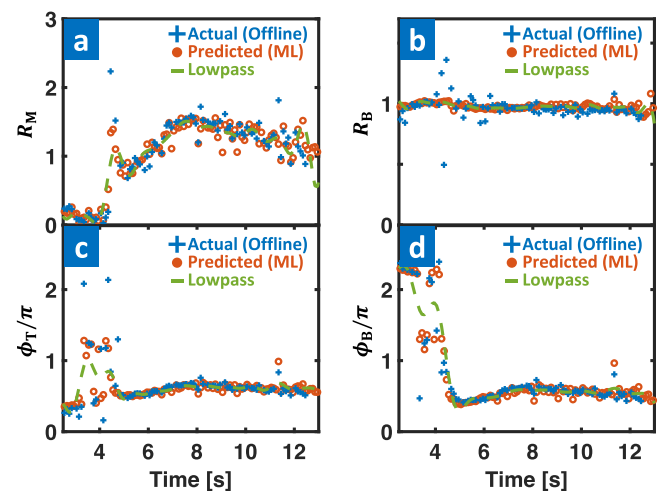 a
Actual (Offline)
Predicted (ML)
Lowpass
R_M
3
2
1
0
b
Actual (Offline)
Predicted (ML)
Lowpass
R_B
1
0
c
Actual (Offline)
Predicted (ML)
Lowpass
ϕ_T/π
2
1
0
4 6 8 10 12
Time [s]
d
Actual (Offline)
Predicted (ML)
Lowpass
ϕ_B/π
2
1
0
4 6 8 10 12
Time [s]